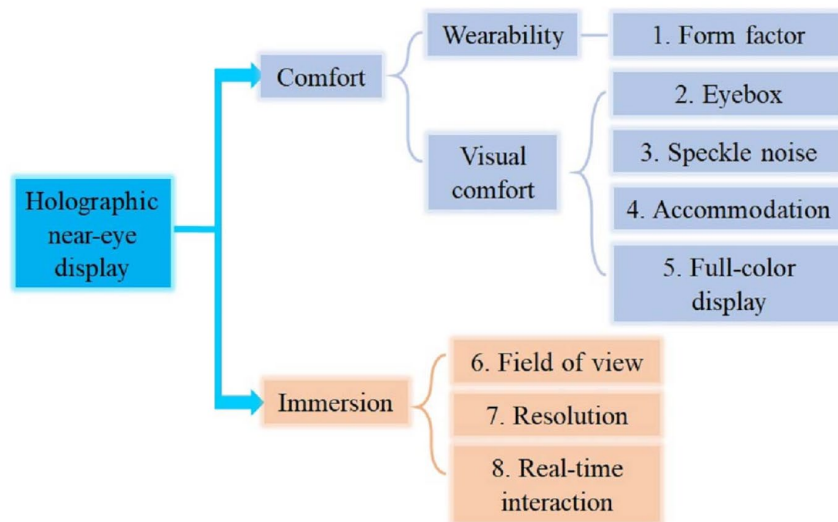 Holographic
near-eye
display
Comfort
Wearability
1. Form factor
Visual
comfort
2. Eyebox
3. Speckle noise
4. Accommodation
5. Full-color
display
Immersion
6. Field of view
7. Resolution
8. Real-time
interaction